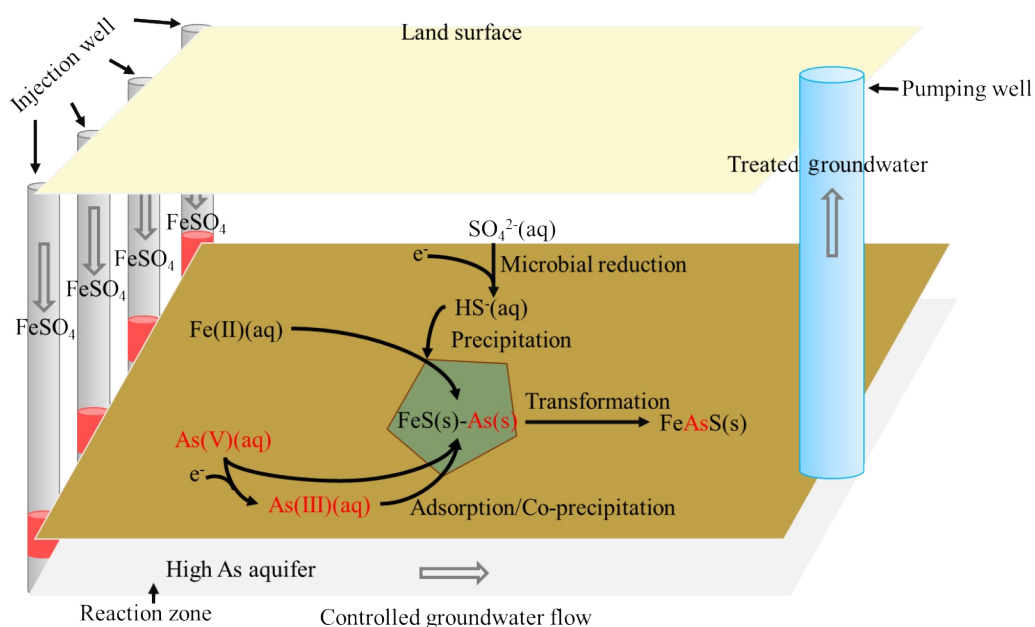 Land surface
Injection well
Pumping well
Treated groundwater
FeSO₄
FeSO₄
FeSO₄
FeSO₄
SO₄²⁻(aq)
e⁻
Microbial reduction
HS⁻(aq)
Fe(II)(aq)
Precipitation
FeS(s)-As(s)
Transformation
FeAsS(s)
As(V)(aq)
e⁻
As(III)(aq)
Adsorption/Co-precipitation
High As aquifer
Reaction zone
Controlled groundwater flow